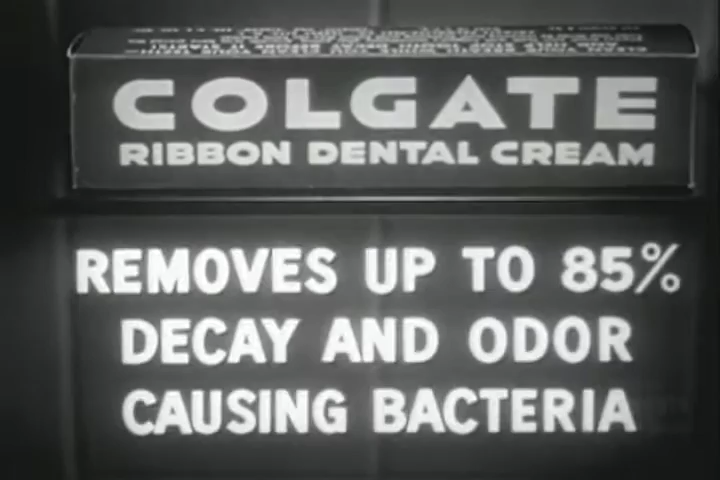 COLGATE
RIBBON DENTAL CREAM
REMOVES UP TO 85%
DECAY AND ODOR
CAUSING BACTERIA